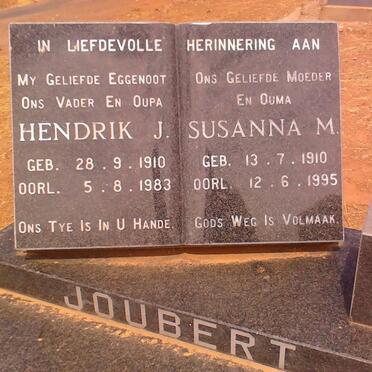 IN LIEFDEVOLLE HERINNERING AAN
MY GELIEFDE EGGENOOT
ONS VADER EN OUPA
HENDRIK J.
GEB. 28 . 9 . 1910
OORL. 5 . 8 . 1983
ONS TYE IS IN U HANDE.
ONS GELIEFDE MOEDER
EN OUMA
SUSANNA M.
GEB. 13 . 7 . 1910
OORL. 12 . 6 . 1995
GODS WEG IS VOLMAAK.
JOUBERT